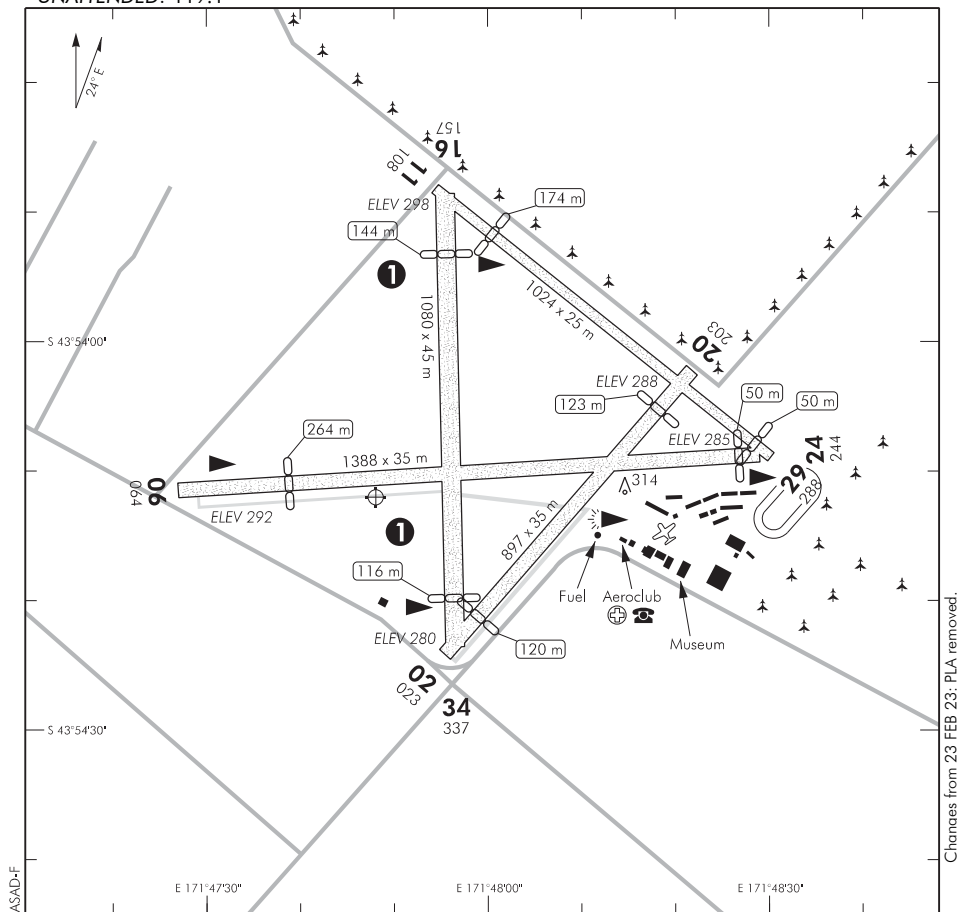 UNATTENDED: 119.1
24° E
16
157
11
108
ELEV 298
174 m
144 m
1
1080 x 45 m
1024 x 25 m
20
203
S 43°54'00"
ELEV 288
123 m
50 m
50 m
264 m
ELEV 285
1388 x 35 m
24
244
29
288
06
064
314
ELEV 292
1
897 x 35 m
116 m
Fuel
Aeroclub
ELEV 280
Museum
120 m
02
023
34
337
S 43°54'30"
E 171°47'30"
E 171°48'00"
E 171°48'30"
ASAD-F
Changes from 23 FEB 23: PLA removed.